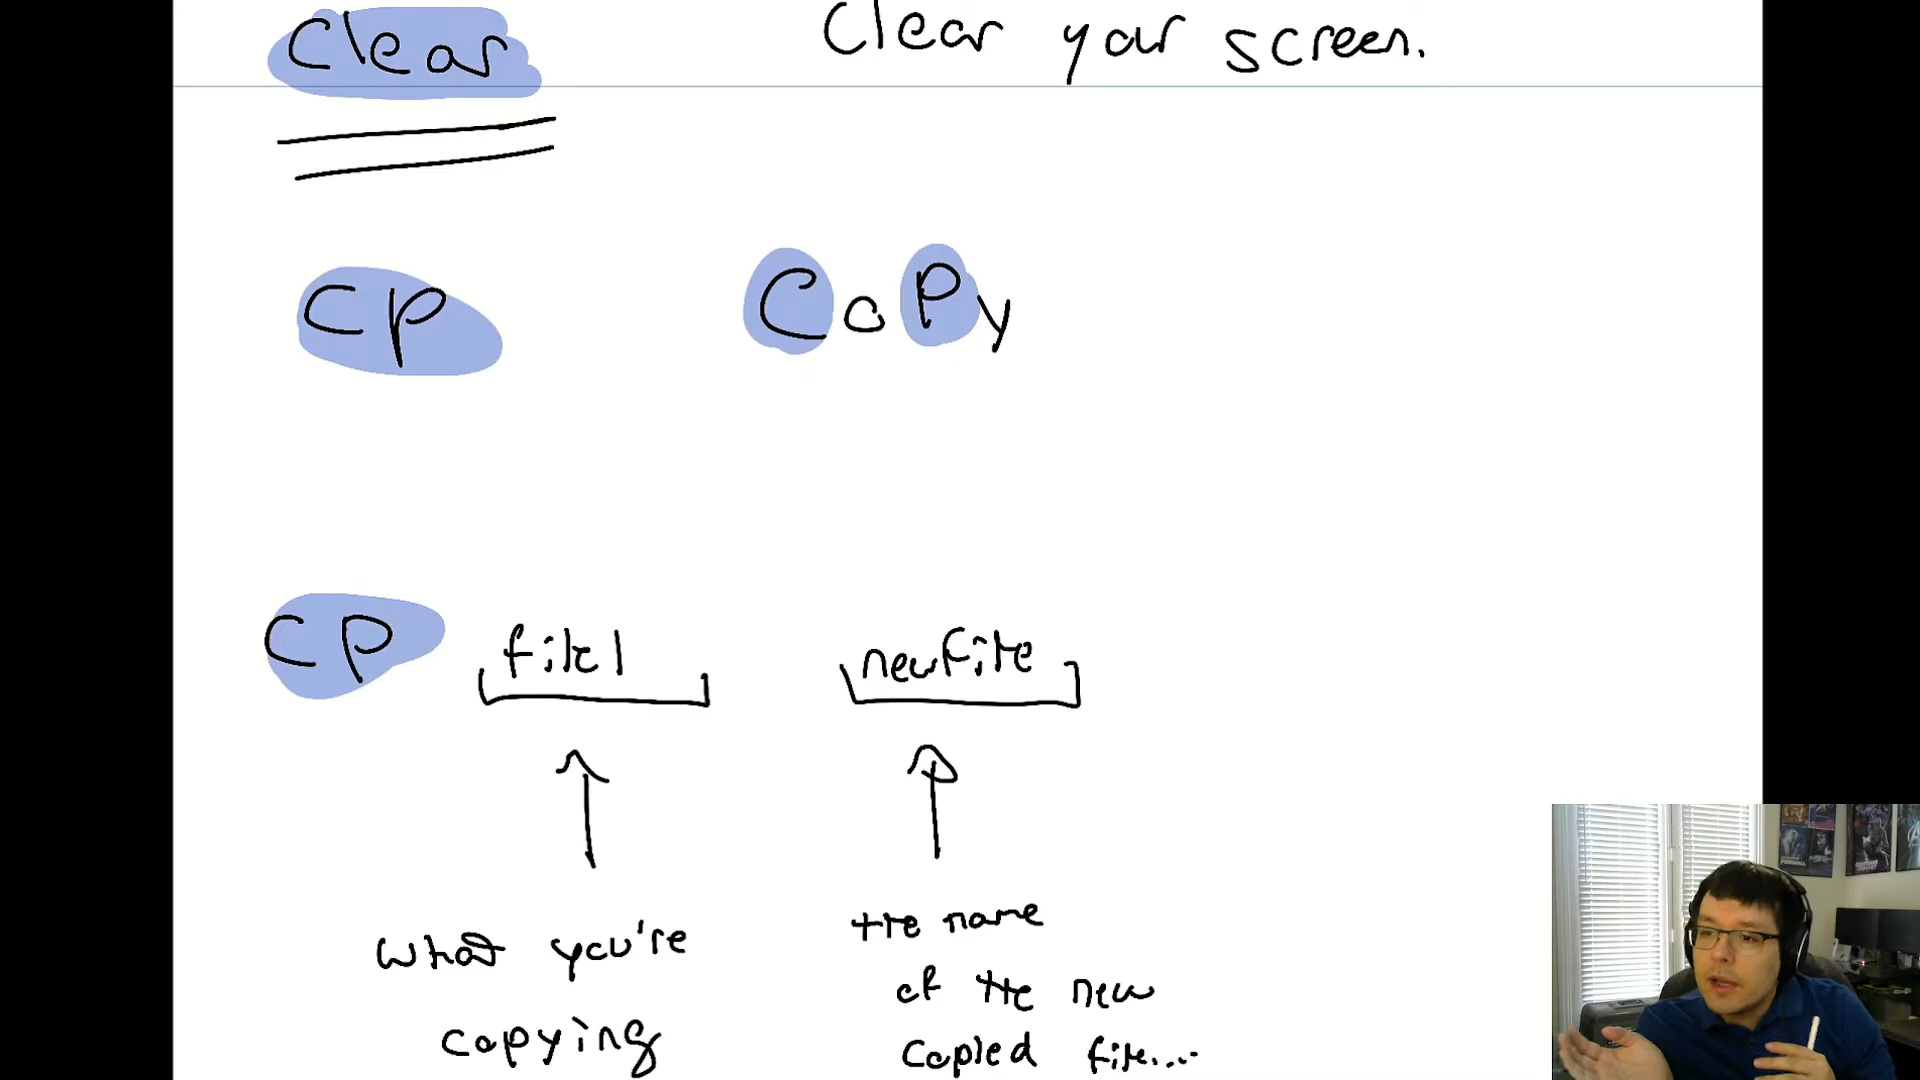 Clear Clear your screen.
CP CoPy
CP file1 newFile
what you're the name
copying of the new
copied file....